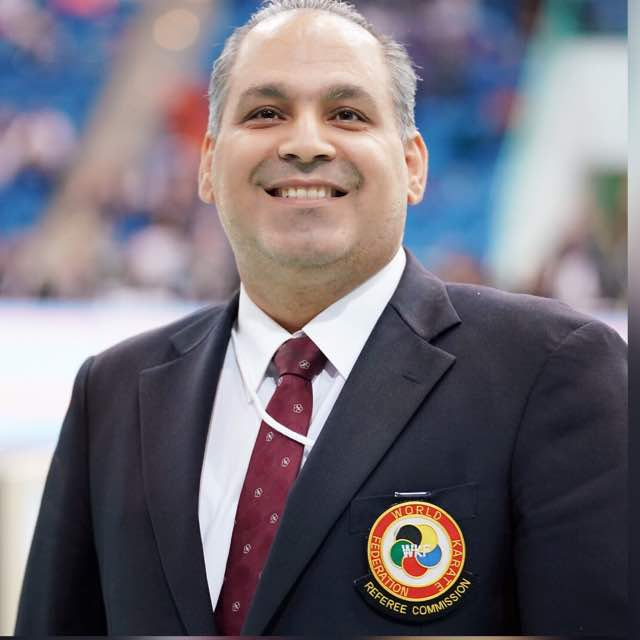 WORLD KARATE FEDERATION
WKF
REFEREE COMMISSION